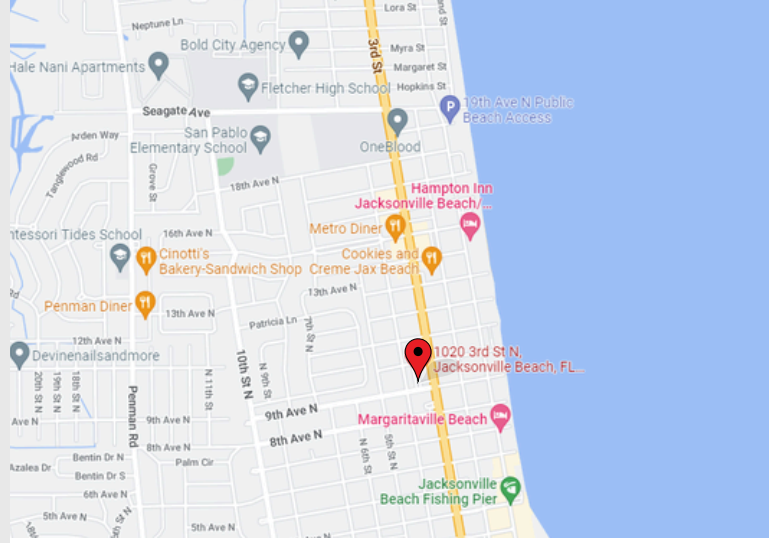 Lora St
Neptune Ln
3rd St
Bold City Agency
Myra St
Hale Nani Apartments
Margaret St
Hopkins St
Fletcher High School
Seagate Ave
19th Ave N Public
Beach Access
Arden Way
San Pablo
Elementary School
OneBlood
Tanglewood Rd
Grove St
18th Ave N
Hampton Inn
Jacksonville Beach/...
Metro Diner
16th Ave N
ntessori Tides School
Cinotti's
Bakery-Sandwich Shop
Cookies and
Creme Jax Beach
13th Ave N
Penman Diner
13th Ave N
Patricia Ln
7th St N
12th Ave N
Devinenailsandmore
1020 3rd St N,
Jacksonville Beach, FL...
10th St N
N 9th St
N 11th St
20th St N
19th St N
18th St N
Penman Rd
9th Ave N
Margaritaville Beach
Ave N
9th Ave N
8th Ave N
8th Ave N
N 6th St
5th St N
Bentin Dr N
Palm Cir
Azalea Dr
Bentin Dr S
Jacksonville
Beach Fishing Pier
6th Ave N
5th Ave N
5th Ave N